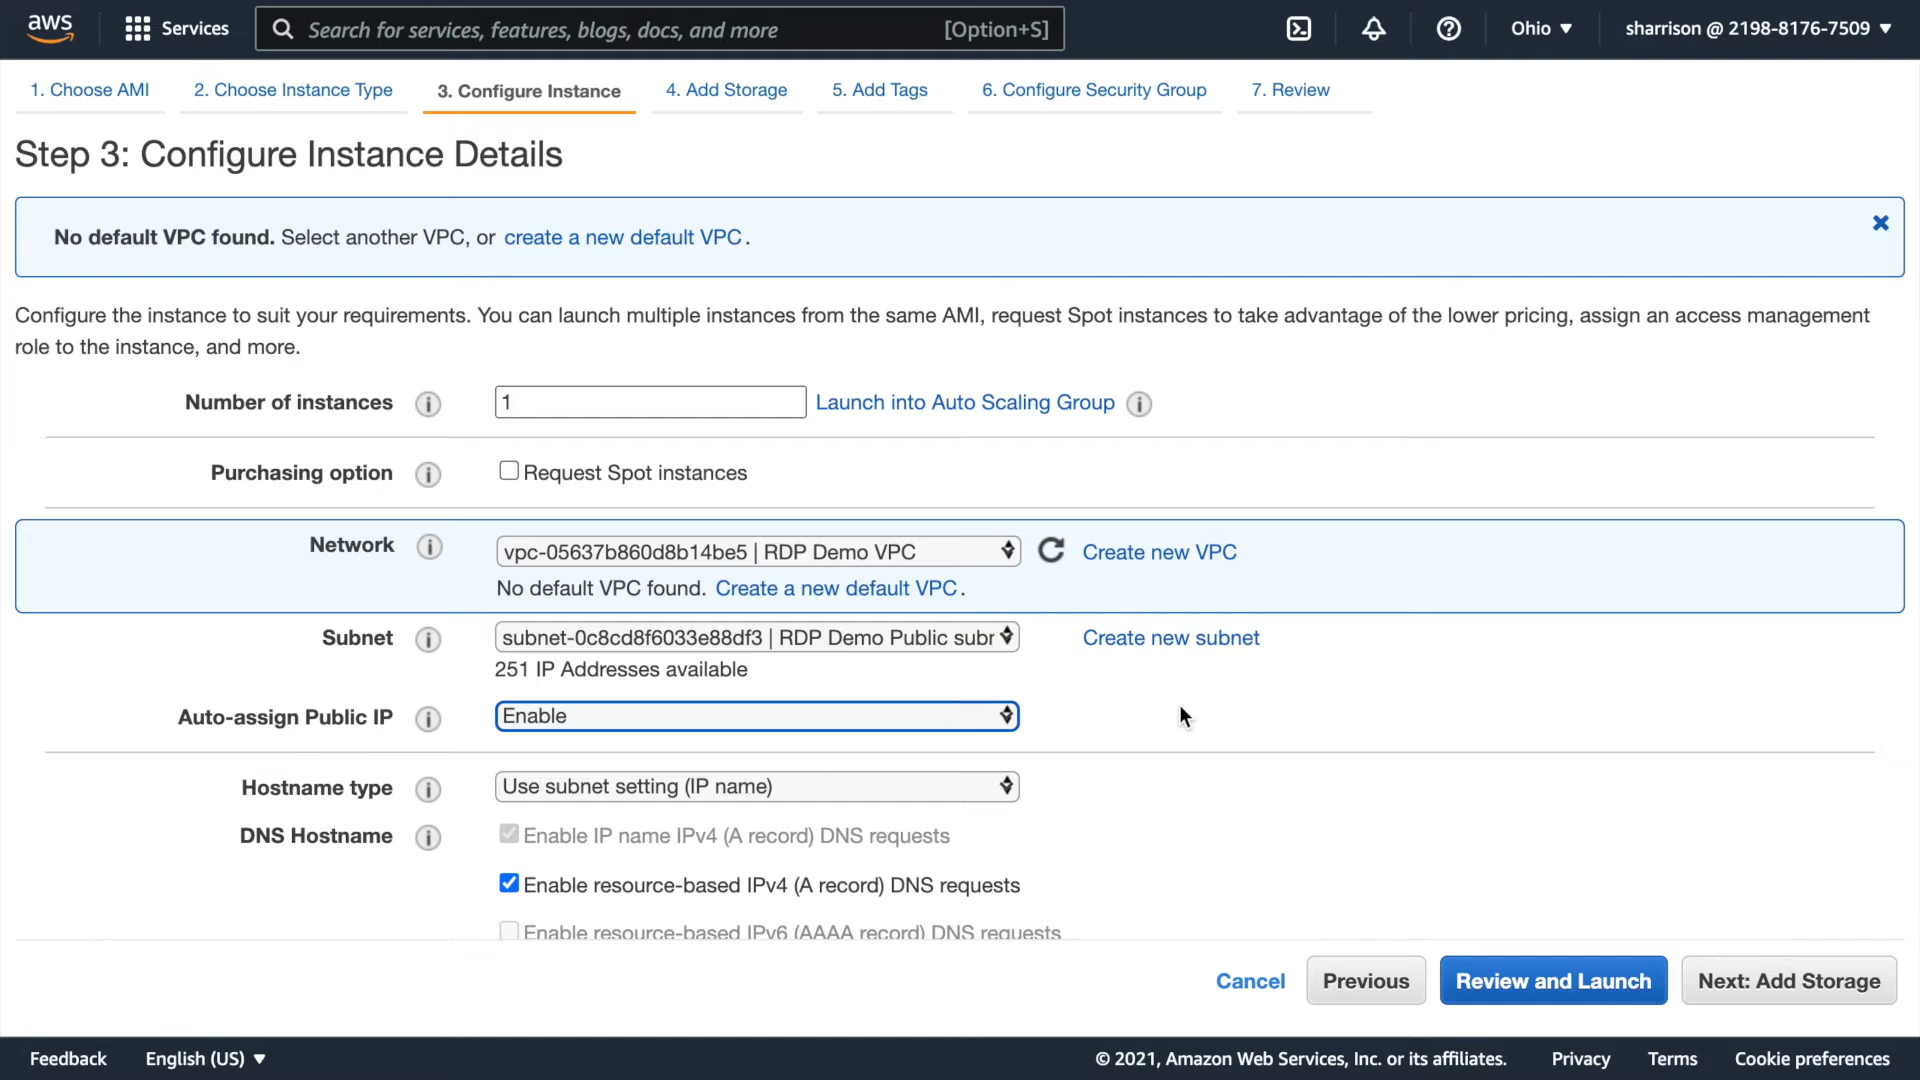 aws
Services
Search for services, features, blogs, docs, and more [Option+S]
Ohio
sharrison @ 2198-8176-7509
1. Choose AMI
2. Choose Instance Type
3. Configure Instance
4. Add Storage
5. Add Tags
6. Configure Security Group
7. Review
Step 3: Configure Instance Details
No default VPC found. Select another VPC, or create a new default VPC.
Configure the instance to suit your requirements. You can launch multiple instances from the same AMI, request Spot instances to take advantage of the lower pricing, assign an access management
role to the instance, and more.
Number of instances
1
Launch into Auto Scaling Group
Purchasing option
Request Spot instances
Network
vpc-05637b860d8b14be5 | RDP Demo VPC
Create new VPC
No default VPC found. Create a new default VPC.
Subnet
subnet-0c8cd8f6033e88df3 | RDP Demo Public subr
Create new subnet
251 IP Addresses available
Auto-assign Public IP
Enable
Hostname type
Use subnet setting (IP name)
DNS Hostname
Enable IP name IPv4 (A record) DNS requests
Enable resource-based IPv4 (A record) DNS requests
Enable resource-based IPv6 (AAAA record) DNS requests
Cancel
Previous
Review and Launch
Next: Add Storage
Feedback
English (US)
© 2021, Amazon Web Services, Inc. or its affiliates.
Privacy
Terms
Cookie preferences